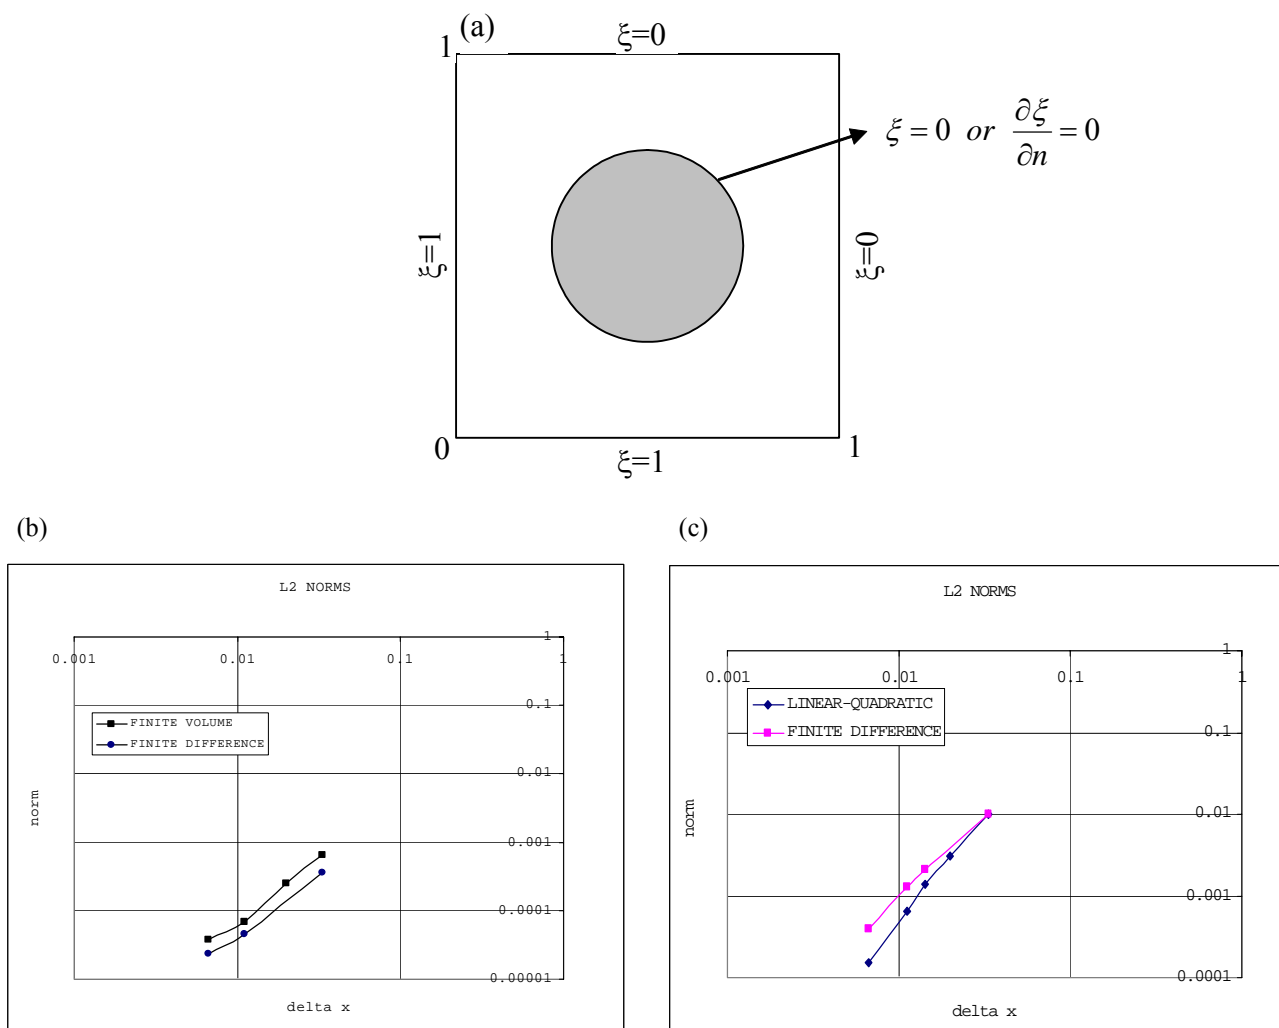 (a)
ξ=0
1
ξ = 0 or ∂ξ/∂n = 0
ξ=1
ξ=0
0
1
ξ=1
(b)
(c)
L2 NORMS
1
0.001
0.01
0.1
1
0.1
FINITE VOLUME
FINITE DIFFERENCE
0.01
norm
0.001
0.0001
0.00001
delta x
L2 NORMS
1
0.001
0.01
0.1
1
LINEAR-QUADRATIC
FINITE DIFFERENCE
0.1
0.01
norm
0.001
0.0001
delta x